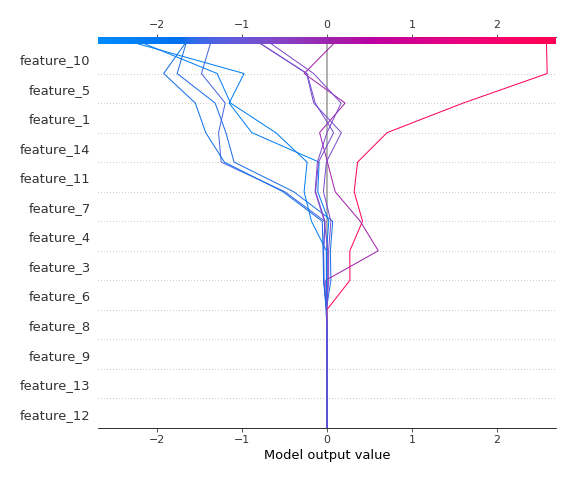 −2 −1 0 1 2
feature_10
feature_5
feature_1
feature_14
feature_11
feature_7
feature_4
feature_3
feature_6
feature_8
feature_9
feature_13
feature_12
−2 −1 0 1 2
Model output value